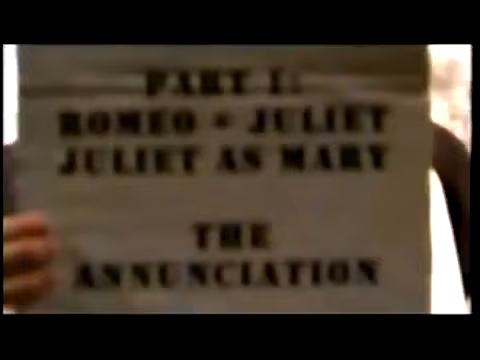 PART I:
ROMEO + JULIET
JULIET AS MARY
THE
ANNUNCIATION